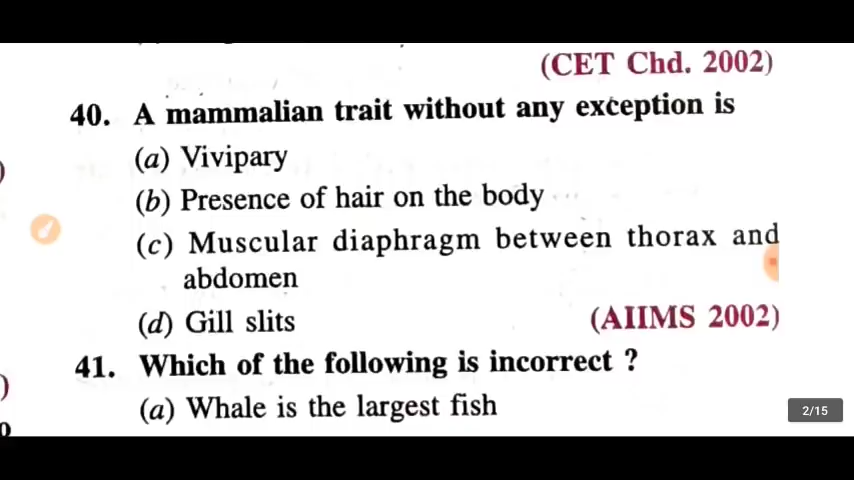 (CET Chd. 2002)
40. A mammalian trait without any exception is
(a) Vivipary
(b) Presence of hair on the body
(c) Muscular diaphragm between thorax and
abdomen
(d) Gill slits (AIIMS 2002)
41. Which of the following is incorrect ?
(a) Whale is the largest fish
2/15